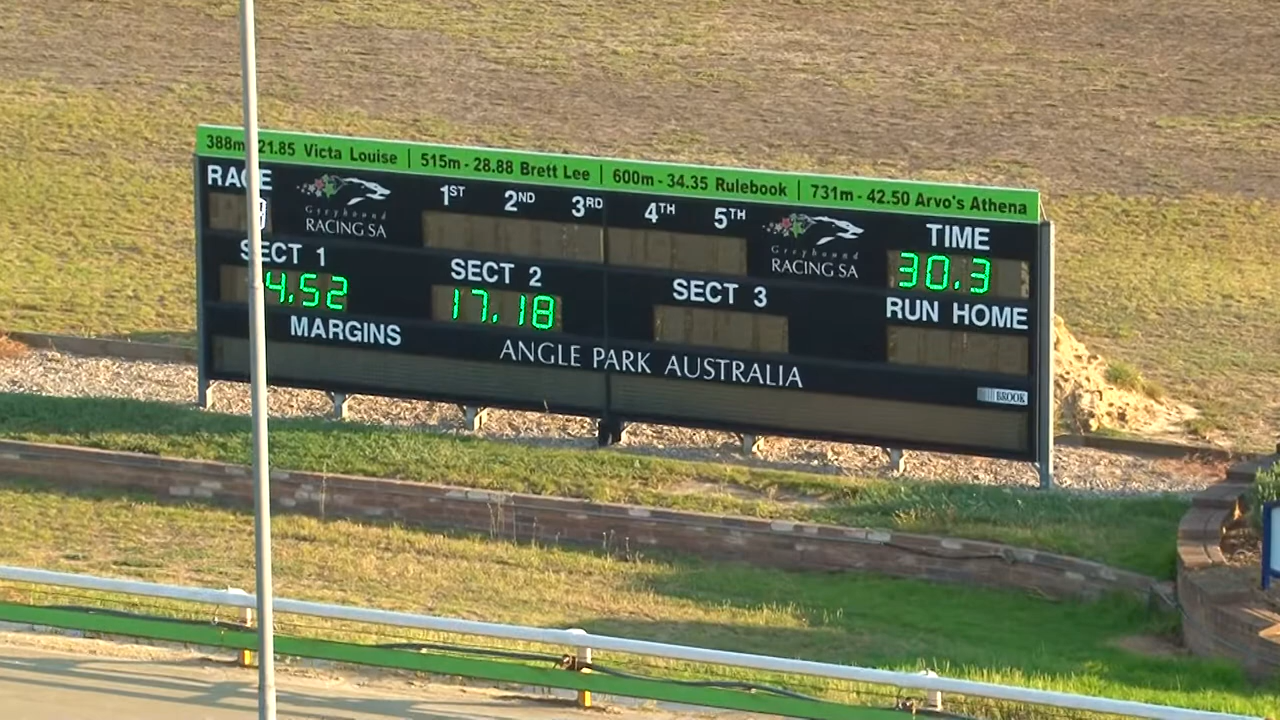 388m 21.85 Victa Louise | 515m - 28.88 Brett Lee | 600m - 34.35 Rulebook | 731m - 42.50 Arvo's Athena
RACE
Greyhound
RACING SA
1ST 2ND 3RD 4TH 5TH
Greyhound
RACING SA
TIME
30.3
SECT 1
4.52
SECT 2
17.18
SECT 3
RUN HOME
MARGINS
ANGLE PARK AUSTRALIA
BROOK